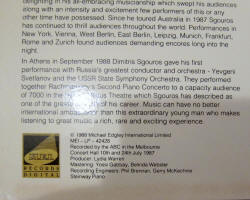 delighting in his all-embracing musicianship which swept his audiences
along with an intensity and excitement few performers of this or any
other time have possessed. Since he found Australia in 1987 Sgouros
has continued to thrill audiences throughout the world. Performances in
New York, Vienna, West Berlin, East Berlin, Leipzig, Munich, Frankfurt,
Rome and Zurich found audiences demanding encores long into the
night.
In Athens in September 1988 Dimitris Sgouros gave his first
performance with Russia's greatest conductor and orchestra - Yevgeni
Svetlanov and the USSR State Symphony Orchestra. They performed
together Rachmaninov's Second Piano Concerto to a capacity audience
of 7000 in the Atticus Theatre which Sgouros has described as
one of the greatest nights of his career. Music can have no better
international ambassador than this extraordinary young man who makes
listening to great music a rich, rare and exciting experience.
© 1988 Michael Edgley International Limited
MEI - LP - 42428
Recorded by the ABC in the Melbourne
Concert Hall 10th and 24th July 1987
Producer: Lydia Warren
Mastering: Yossi Gabbay, Belinda Webster
Recording engineers: Phil Brennan, Gerry McKechnie
Steinway Piano
RECORDS
DIGITAL